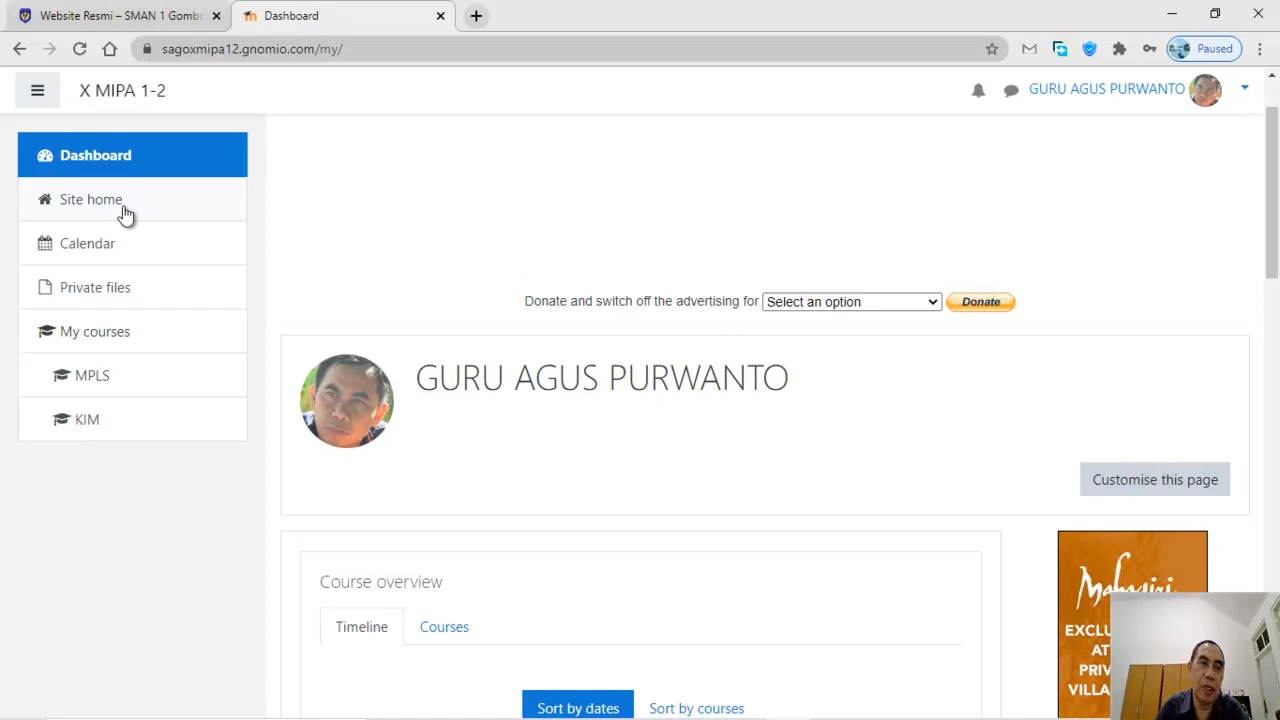 Website Resmi – SMAN 1 Gomb
Dashboard
sagoxmipa12.gnomio.com/my/
Paused
X MIPA 1-2
GURU AGUS PURWANTO
Dashboard
Site home
Calendar
Private files
My courses
MPLS
KIM
Donate and switch off the advertising for
Select an option
Donate
GURU AGUS PURWANTO
Customise this page
Course overview
Timeline
Courses
Sort by dates
Sort by courses
EXCLU
AT
PRIV
VILLA